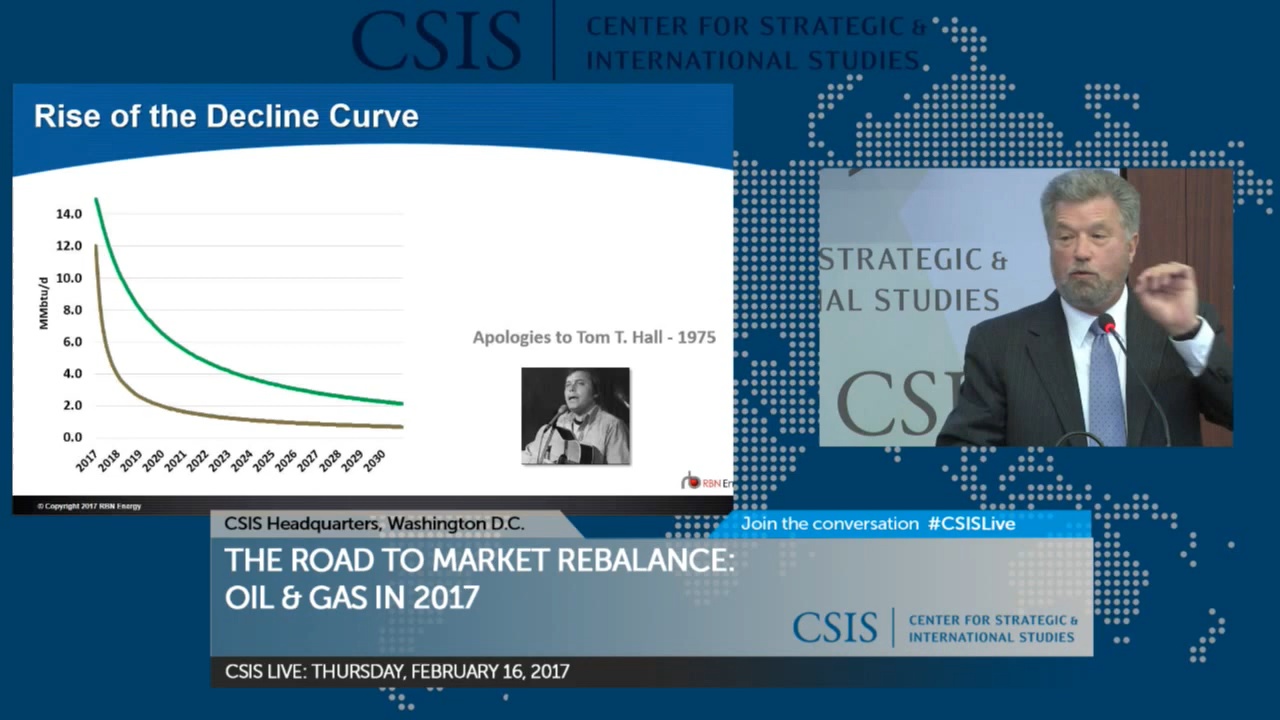 CSIS
CENTER FOR STRATEGIC &
INTERNATIONAL STUDIES
Rise of the Decline Curve
14.0
12.0
10.0
8.0
6.0
4.0
2.0
0.0
MMbtu/d
2017 2018 2019 2020 2021 2022 2023 2024 2025 2026 2027 2028 2029 2030
Apologies to Tom T. Hall - 1975
RBN En
© Copyright 2017 RBN Energy
STRATEGIC &
AL STUDIES
CSI
CSIS Headquarters, Washington D.C.
Join the conversation #CSISLive
THE ROAD TO MARKET REBALANCE:
OIL & GAS IN 2017
CSIS
CENTER FOR STRATEGIC &
INTERNATIONAL STUDIES
CSIS LIVE: THURSDAY, FEBRUARY 16, 2017